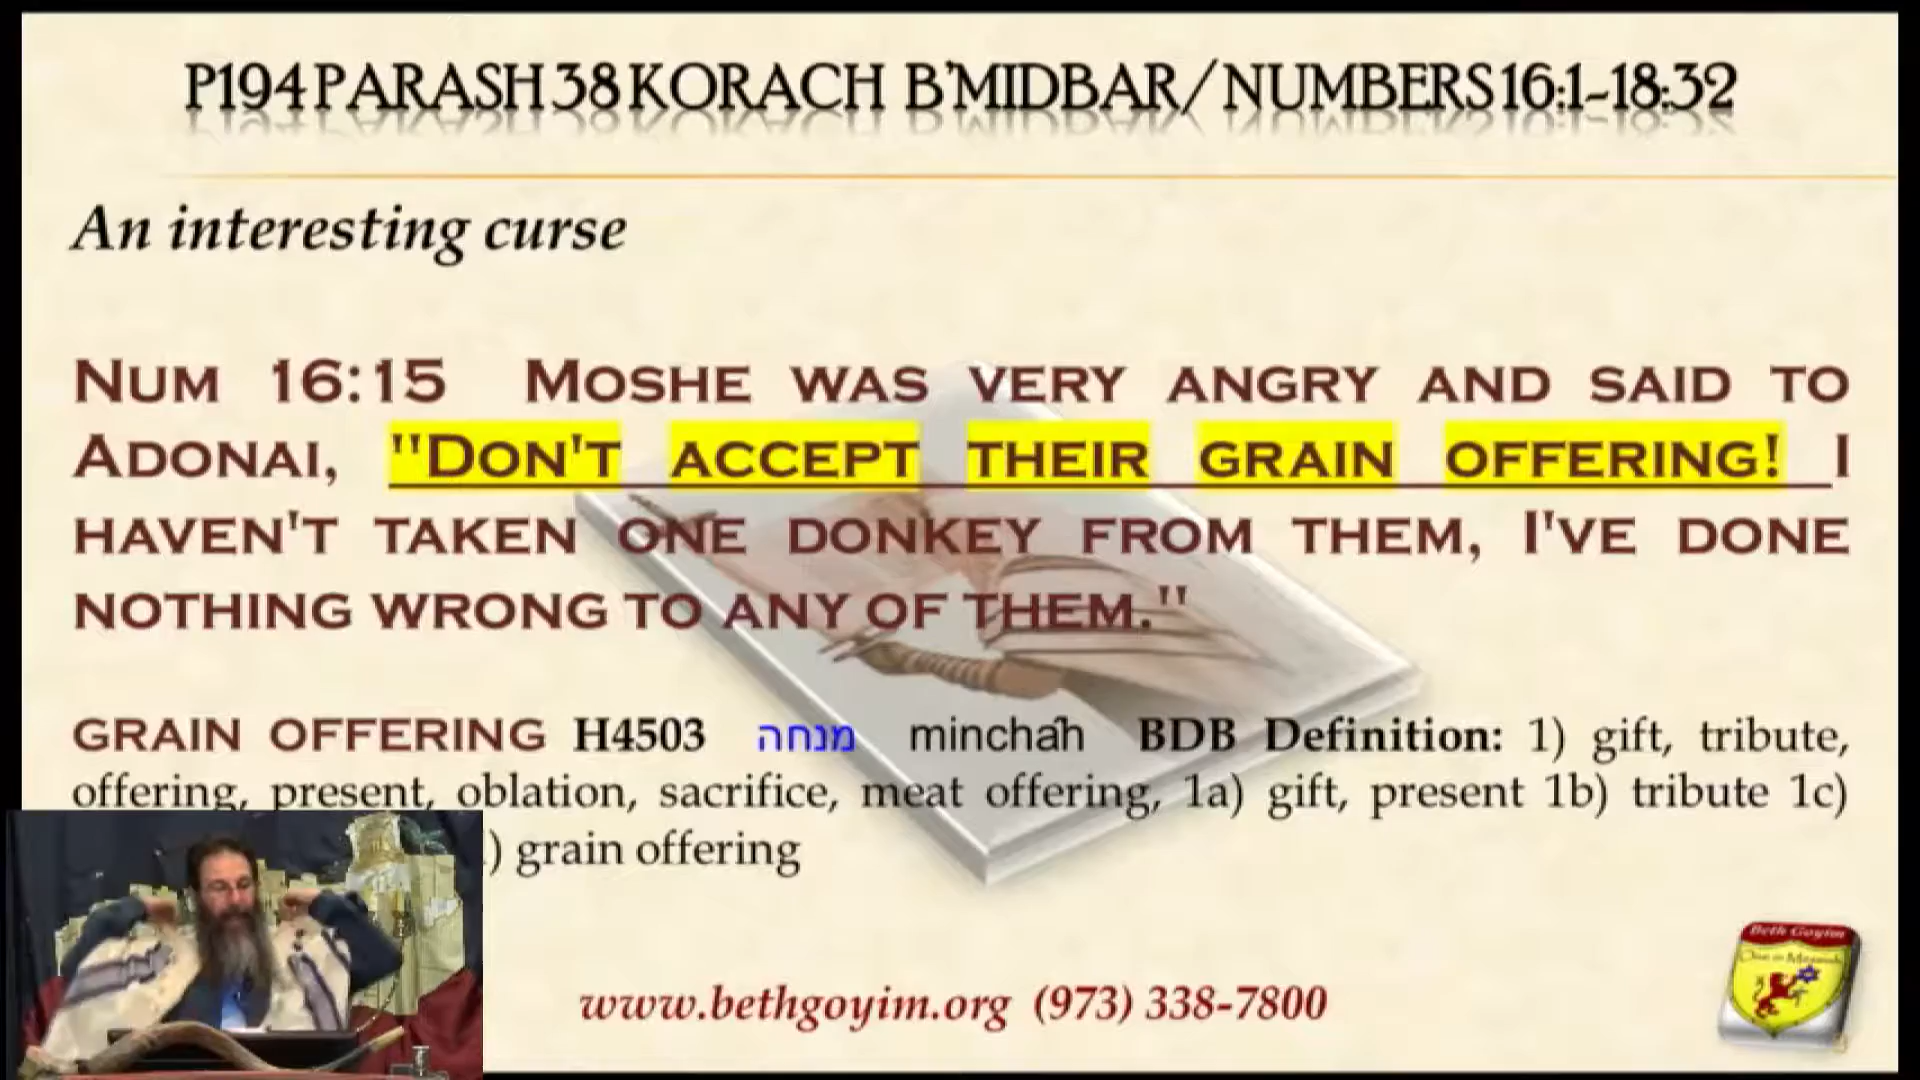 P194 PARASH 38 KORACH B'MIDBAR/NUMBERS 16:1-18:32
An interesting curse
NUM 16:15 MOSHE WAS VERY ANGRY AND SAID TO
ADONAI, "DON'T ACCEPT THEIR GRAIN OFFERING! I
HAVEN'T TAKEN ONE DONKEY FROM THEM, I'VE DONE
NOTHING WRONG TO ANY OF THEM."
GRAIN OFFERING H4503 מנחה minchah BDB Definition: 1) gift, tribute,
offering, present, oblation, sacrifice, meat offering, 1a) gift, present 1b) tribute 1c)
) grain offering
www.bethgoyim.org (973) 338-7800
Beth Goyim
One in Messiah